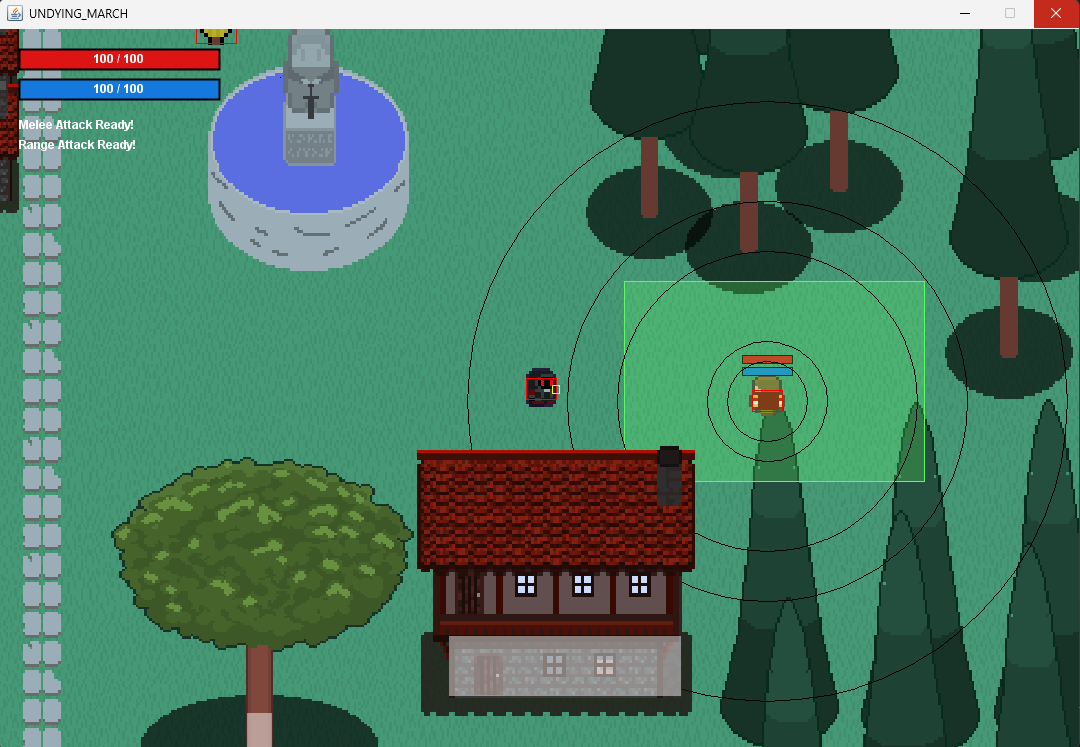 UNDYING_MARCH
100 / 100
100 / 100
Melee Attack Ready!
Range Attack Ready!